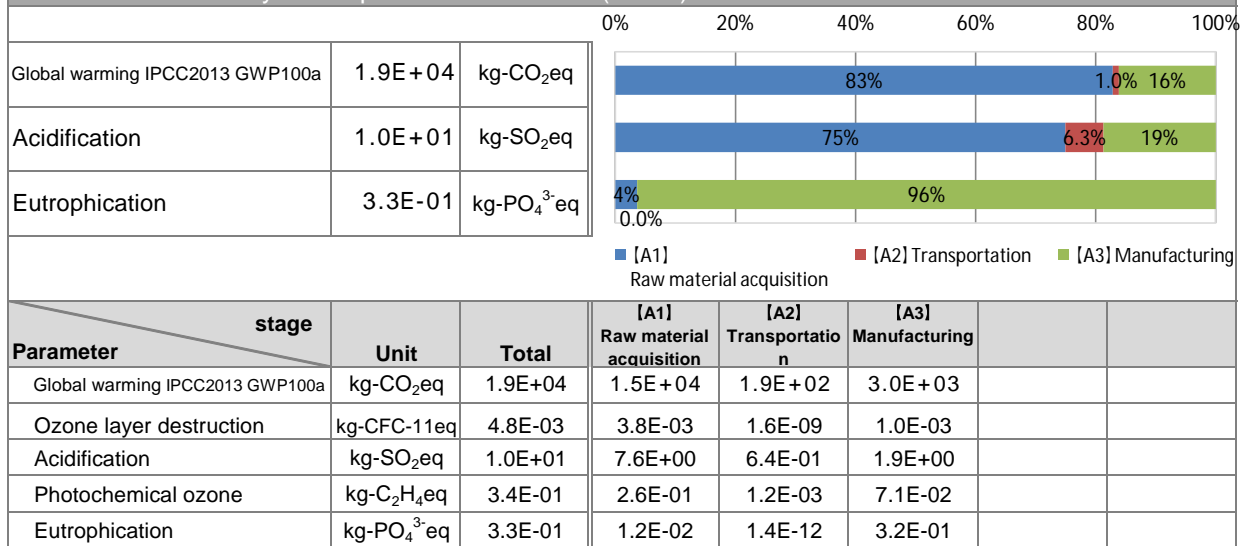 0% 20% 40% 60% 80% 100%
Global warming IPCC2013 GWP100a 1.9E+04 kg-CO₂eq 83% 1.0% 16%
Acidification 1.0E+01 kg-SO₂eq 75% 6.3% 19%
Eutrophication 3.3E-01 kg-PO₄³⁻eq 4% 96%
0.0%
【A1】 【A2】Transportation 【A3】Manufacturing
Raw material acquisition
stage 【A1】 【A2】 【A3】
Raw material Transportatio Manufacturing
Parameter Unit Total acquisition n
Global warming IPCC2013 GWP100a kg-CO₂eq 1.9E+04 1.5E+04 1.9E+02 3.0E+03
Ozone layer destruction kg-CFC-11eq 4.8E-03 3.8E-03 1.6E-09 1.0E-03
Acidification kg-SO₂eq 1.0E+01 7.6E+00 6.4E-01 1.9E+00
Photochemical ozone kg-C₂H₄eq 3.4E-01 2.6E-01 1.2E-03 7.1E-02
Eutrophication kg-PO₄³⁻eq 3.3E-01 1.2E-02 1.4E-12 3.2E-01